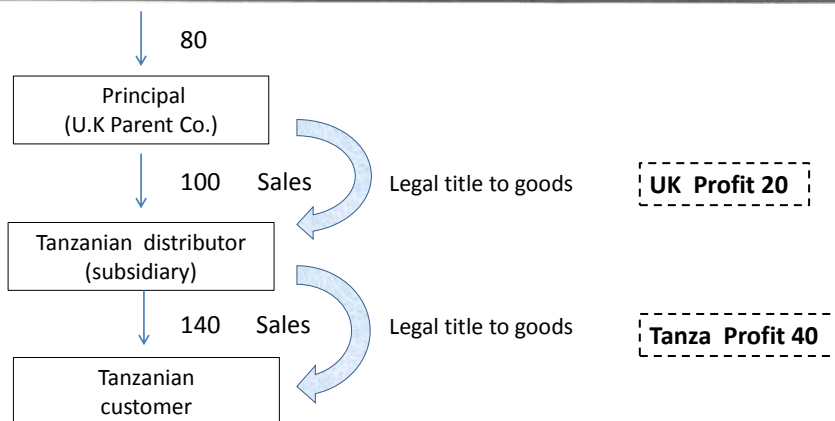 80
Principal
(U.K Parent Co.)
100 Sales
Legal title to goods
UK Profit 20
Tanzanian distributor
(subsidiary)
140 Sales
Legal title to goods
Tanza Profit 40
Tanzanian
customer